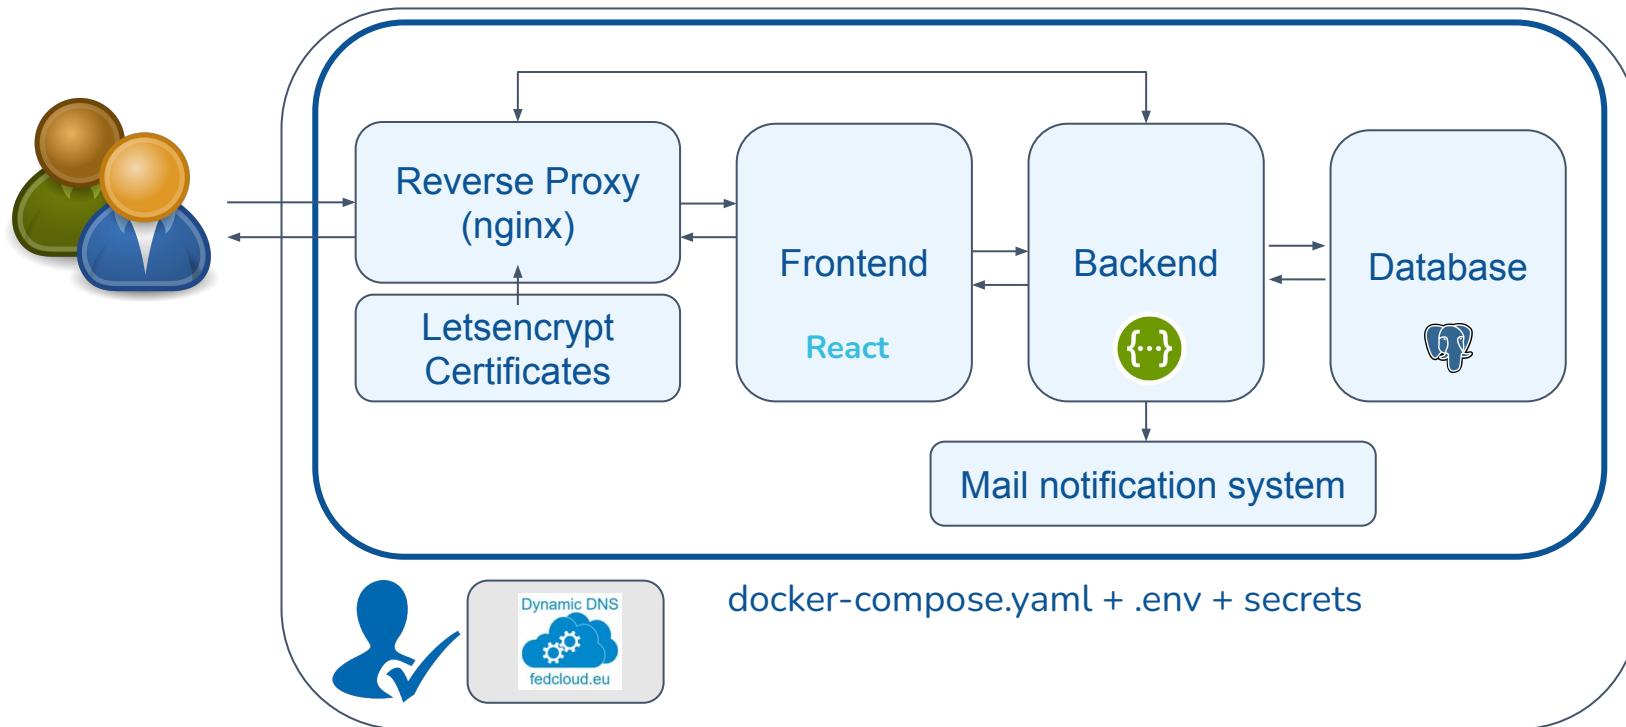 Reverse Proxy
(nginx)
Letsencrypt
Certificates
Frontend
React
Backend
{...}
Database
Mail notification system
Dynamic DNS
fedcloud.eu
docker-compose.yaml + .env + secrets